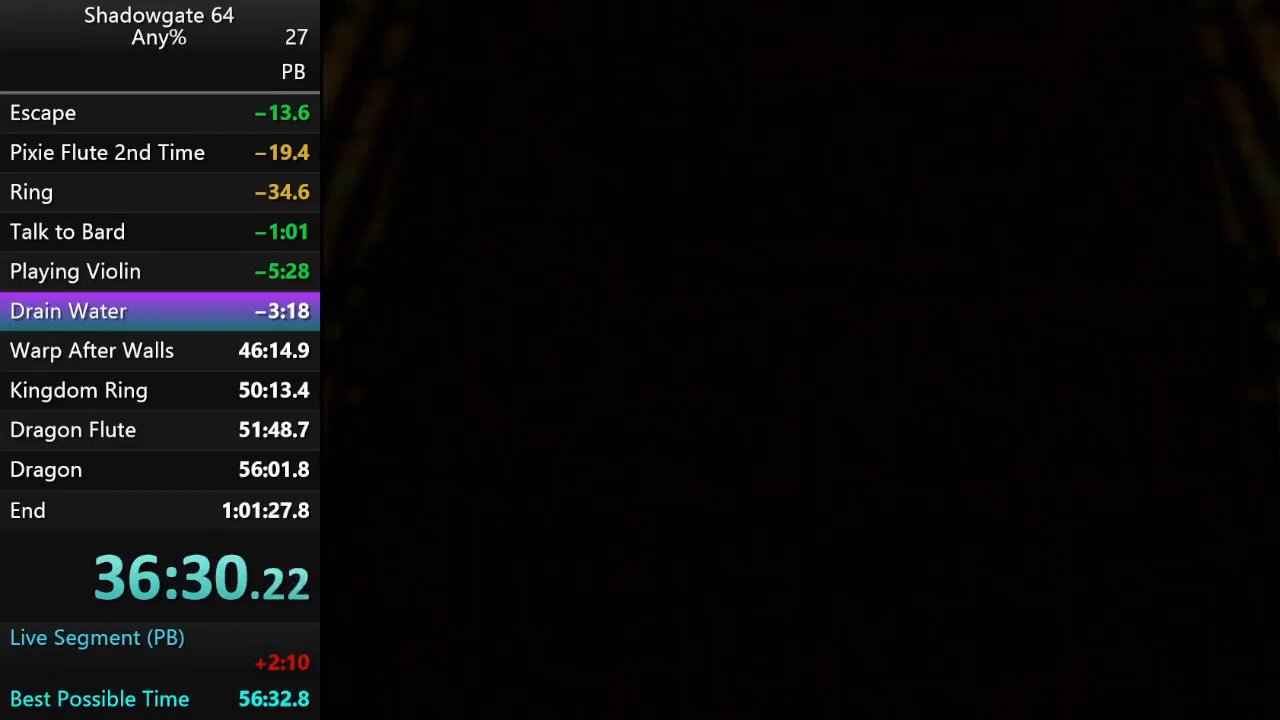 Shadowgate 64
Any% 27
PB
Escape −13.6
Pixie Flute 2nd Time −19.4
Ring −34.6
Talk to Bard −1:01
Playing Violin −5:28
Drain Water −3:18
Warp After Walls 46:14.9
Kingdom Ring 50:13.4
Dragon Flute 51:48.7
Dragon 56:01.8
End 1:01:27.8
36:30.22
Live Segment (PB)
+2:10
Best Possible Time 56:32.8